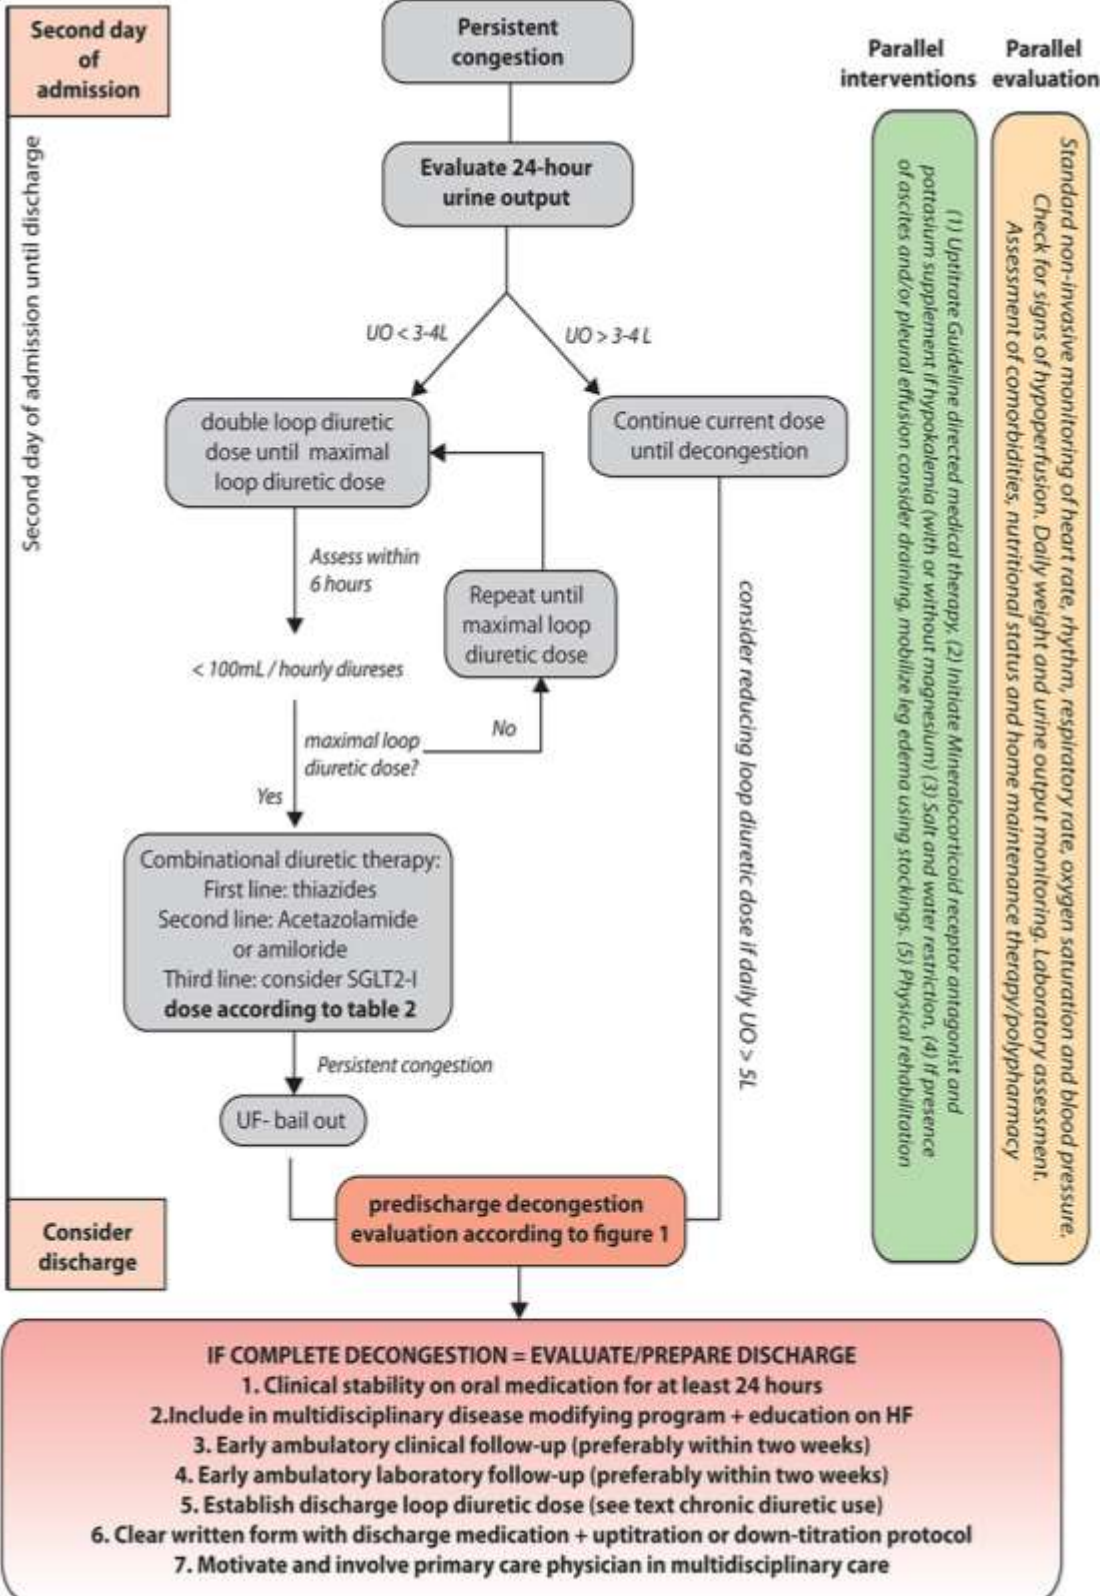 Second day
of
admission
Second day of admission until discharge
Persistent
congestion
Evaluate 24-hour
urine output
UO < 3-4L
UO > 3-4 L
double loop diuretic
dose until maximal
loop diuretic dose
Continue current dose
until decongestion
Assess within
6 hours
Repeat until
maximal loop
diuretic dose
< 100mL / hourly diureses
maximal loop
diuretic dose?
No
Yes
Combinational diuretic therapy:
First line: thiazides
Second line: Acetazolamide
or amiloride
Third line: consider SGLT2-I
dose according to table 2
Persistent congestion
UF- bail out
consider reducing loop diuretic dose if daily UO > 5L
predischarge decongestion
evaluation according to figure 1
Consider
discharge
Parallel
interventions
(1) Uptitrate Guideline directed medical therapy, (2) Initiate Mineralocorticoid receptor antagonist and
pottasium supplement if hypokalemia (with or without magnesium) (3) Salt and water restriction, (4) If presence
of ascites and/or pleural effusion consider draining, mobilize leg edema using stockings. (5) Physical rehabilitation
Parallel
evaluation
Standard non-invasive monitoring of heart rate, rhythm, respiratory rate, oxygen saturation and blood pressure.
Check for signs of hypoperfusion. Daily weight and urine output monitoring. Laboratory assessment.
Assessment of comorbidities, nutritional status and home maintenance therapy/polypharmacy
IF COMPLETE DECONGESTION = EVALUATE/PREPARE DISCHARGE
1. Clinical stability on oral medication for at least 24 hours
2.Include in multidisciplinary disease modifying program + education on HF
3. Early ambulatory clinical follow-up (preferably within two weeks)
4. Early ambulatory laboratory follow-up (preferably within two weeks)
5. Establish discharge loop diuretic dose (see text chronic diuretic use)
6. Clear written form with discharge medication + uptitration or down-titration protocol
7. Motivate and involve primary care physician in multidisciplinary care